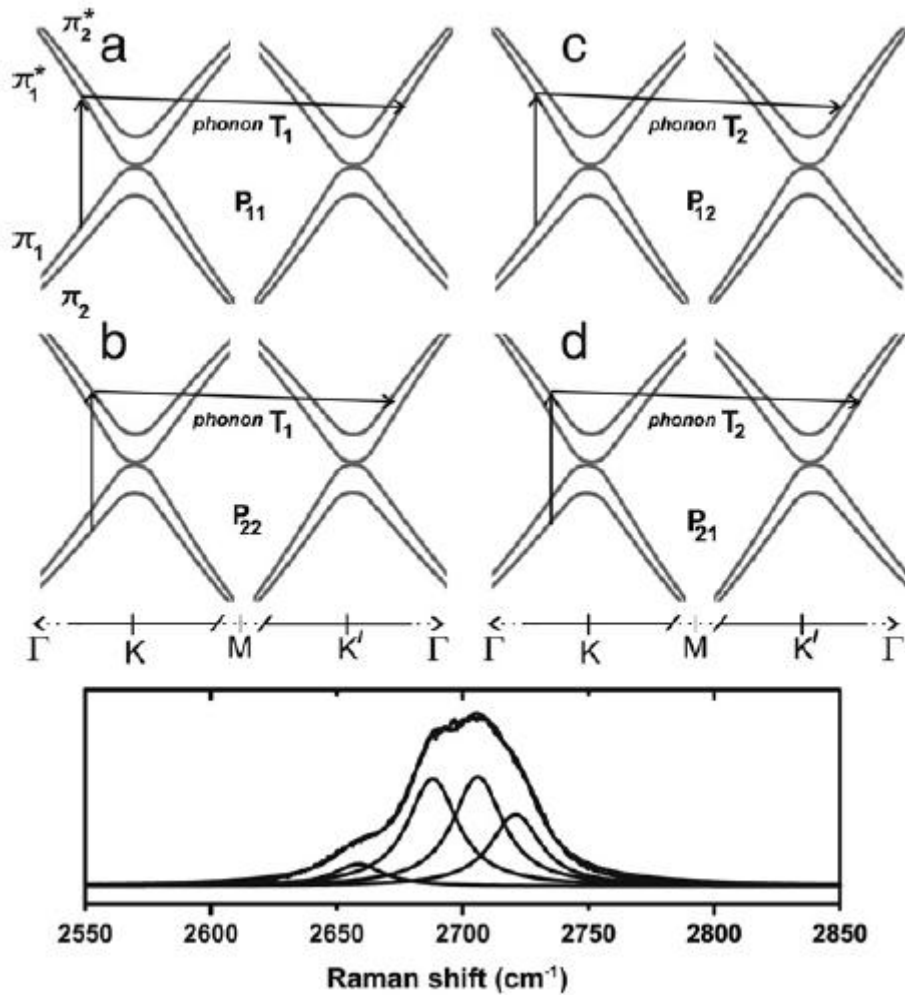 π₂*
a
π₁*
phonon T₁
P₁₁
π₁
π₂
c
phonon T₂
P₁₂
b
phonon T₁
P₂₂
d
phonon T₂
P₂₁
Γ K M K′ Γ
Γ K M K′ Γ
2550 2600 2650 2700 2750 2800 2850
Raman shift (cm⁻¹)